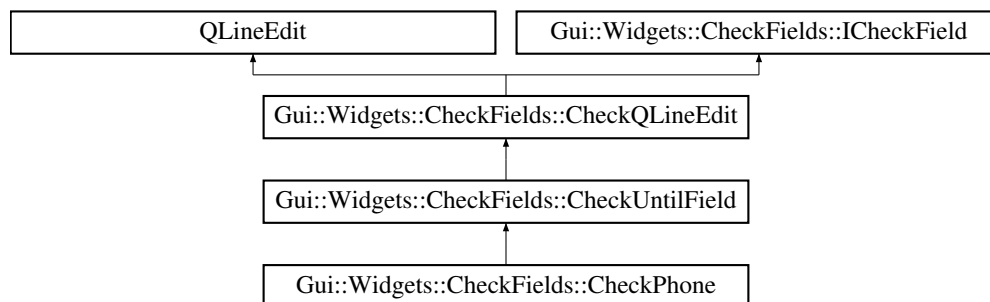 QLineEdit
Gui::Widgets::CheckFields::ICheckField
Gui::Widgets::CheckFields::CheckQLineEdit
Gui::Widgets::CheckFields::CheckUntilField
Gui::Widgets::CheckFields::CheckPhone